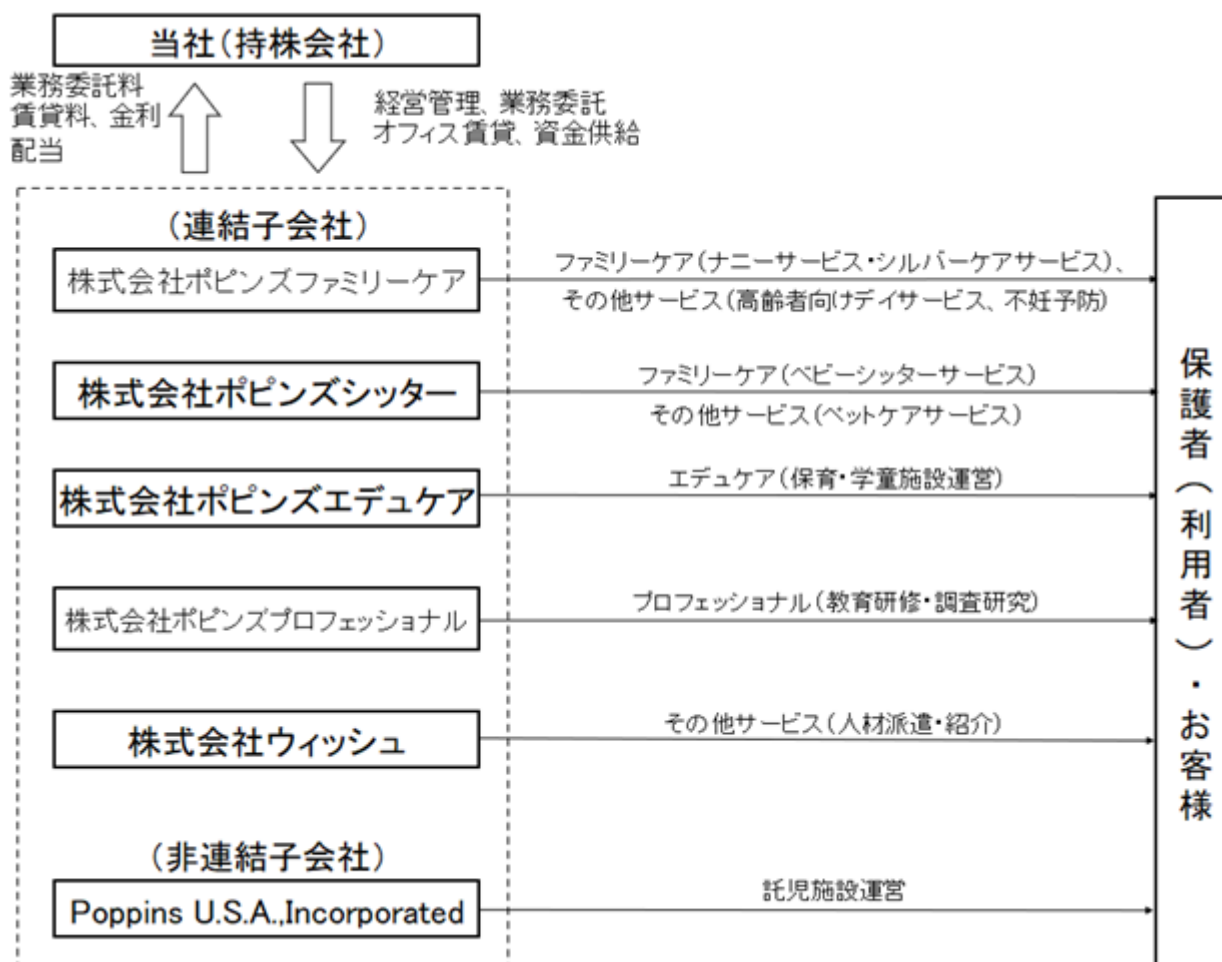 当社(持株会社)
業務委託料
賃貸料、金利
配当
経営管理、業務委託
オフィス賃貸、資金供給
(連結子会社)
株式会社ポピンズファミリーケア
ファミリーケア(ナニーサービス・シルバーケアサービス)、
その他サービス(高齢者向けデイサービス、不妊予防)
株式会社ポピンズシッター
ファミリーケア(ベビーシッターサービス)
その他サービス(ペットケアサービス)
株式会社ポピンズエデュケア
エデュケア(保育・学童施設運営)
株式会社ポピンズプロフェッショナル
プロフェッショナル(教育研修・調査研究)
株式会社ウィッシュ
その他サービス(人材派遣・紹介)
(非連結子会社)
Poppins U.S.A.,Incorporated
託児施設運営
保護者(利用者)・お客様